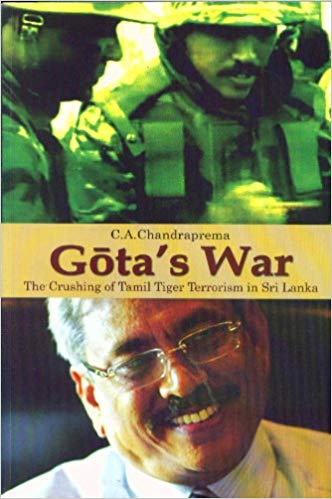 C.A.Chandraprema
Gōta's War
The Crushing of Tamil Tiger Terrorism in Sri Lanka